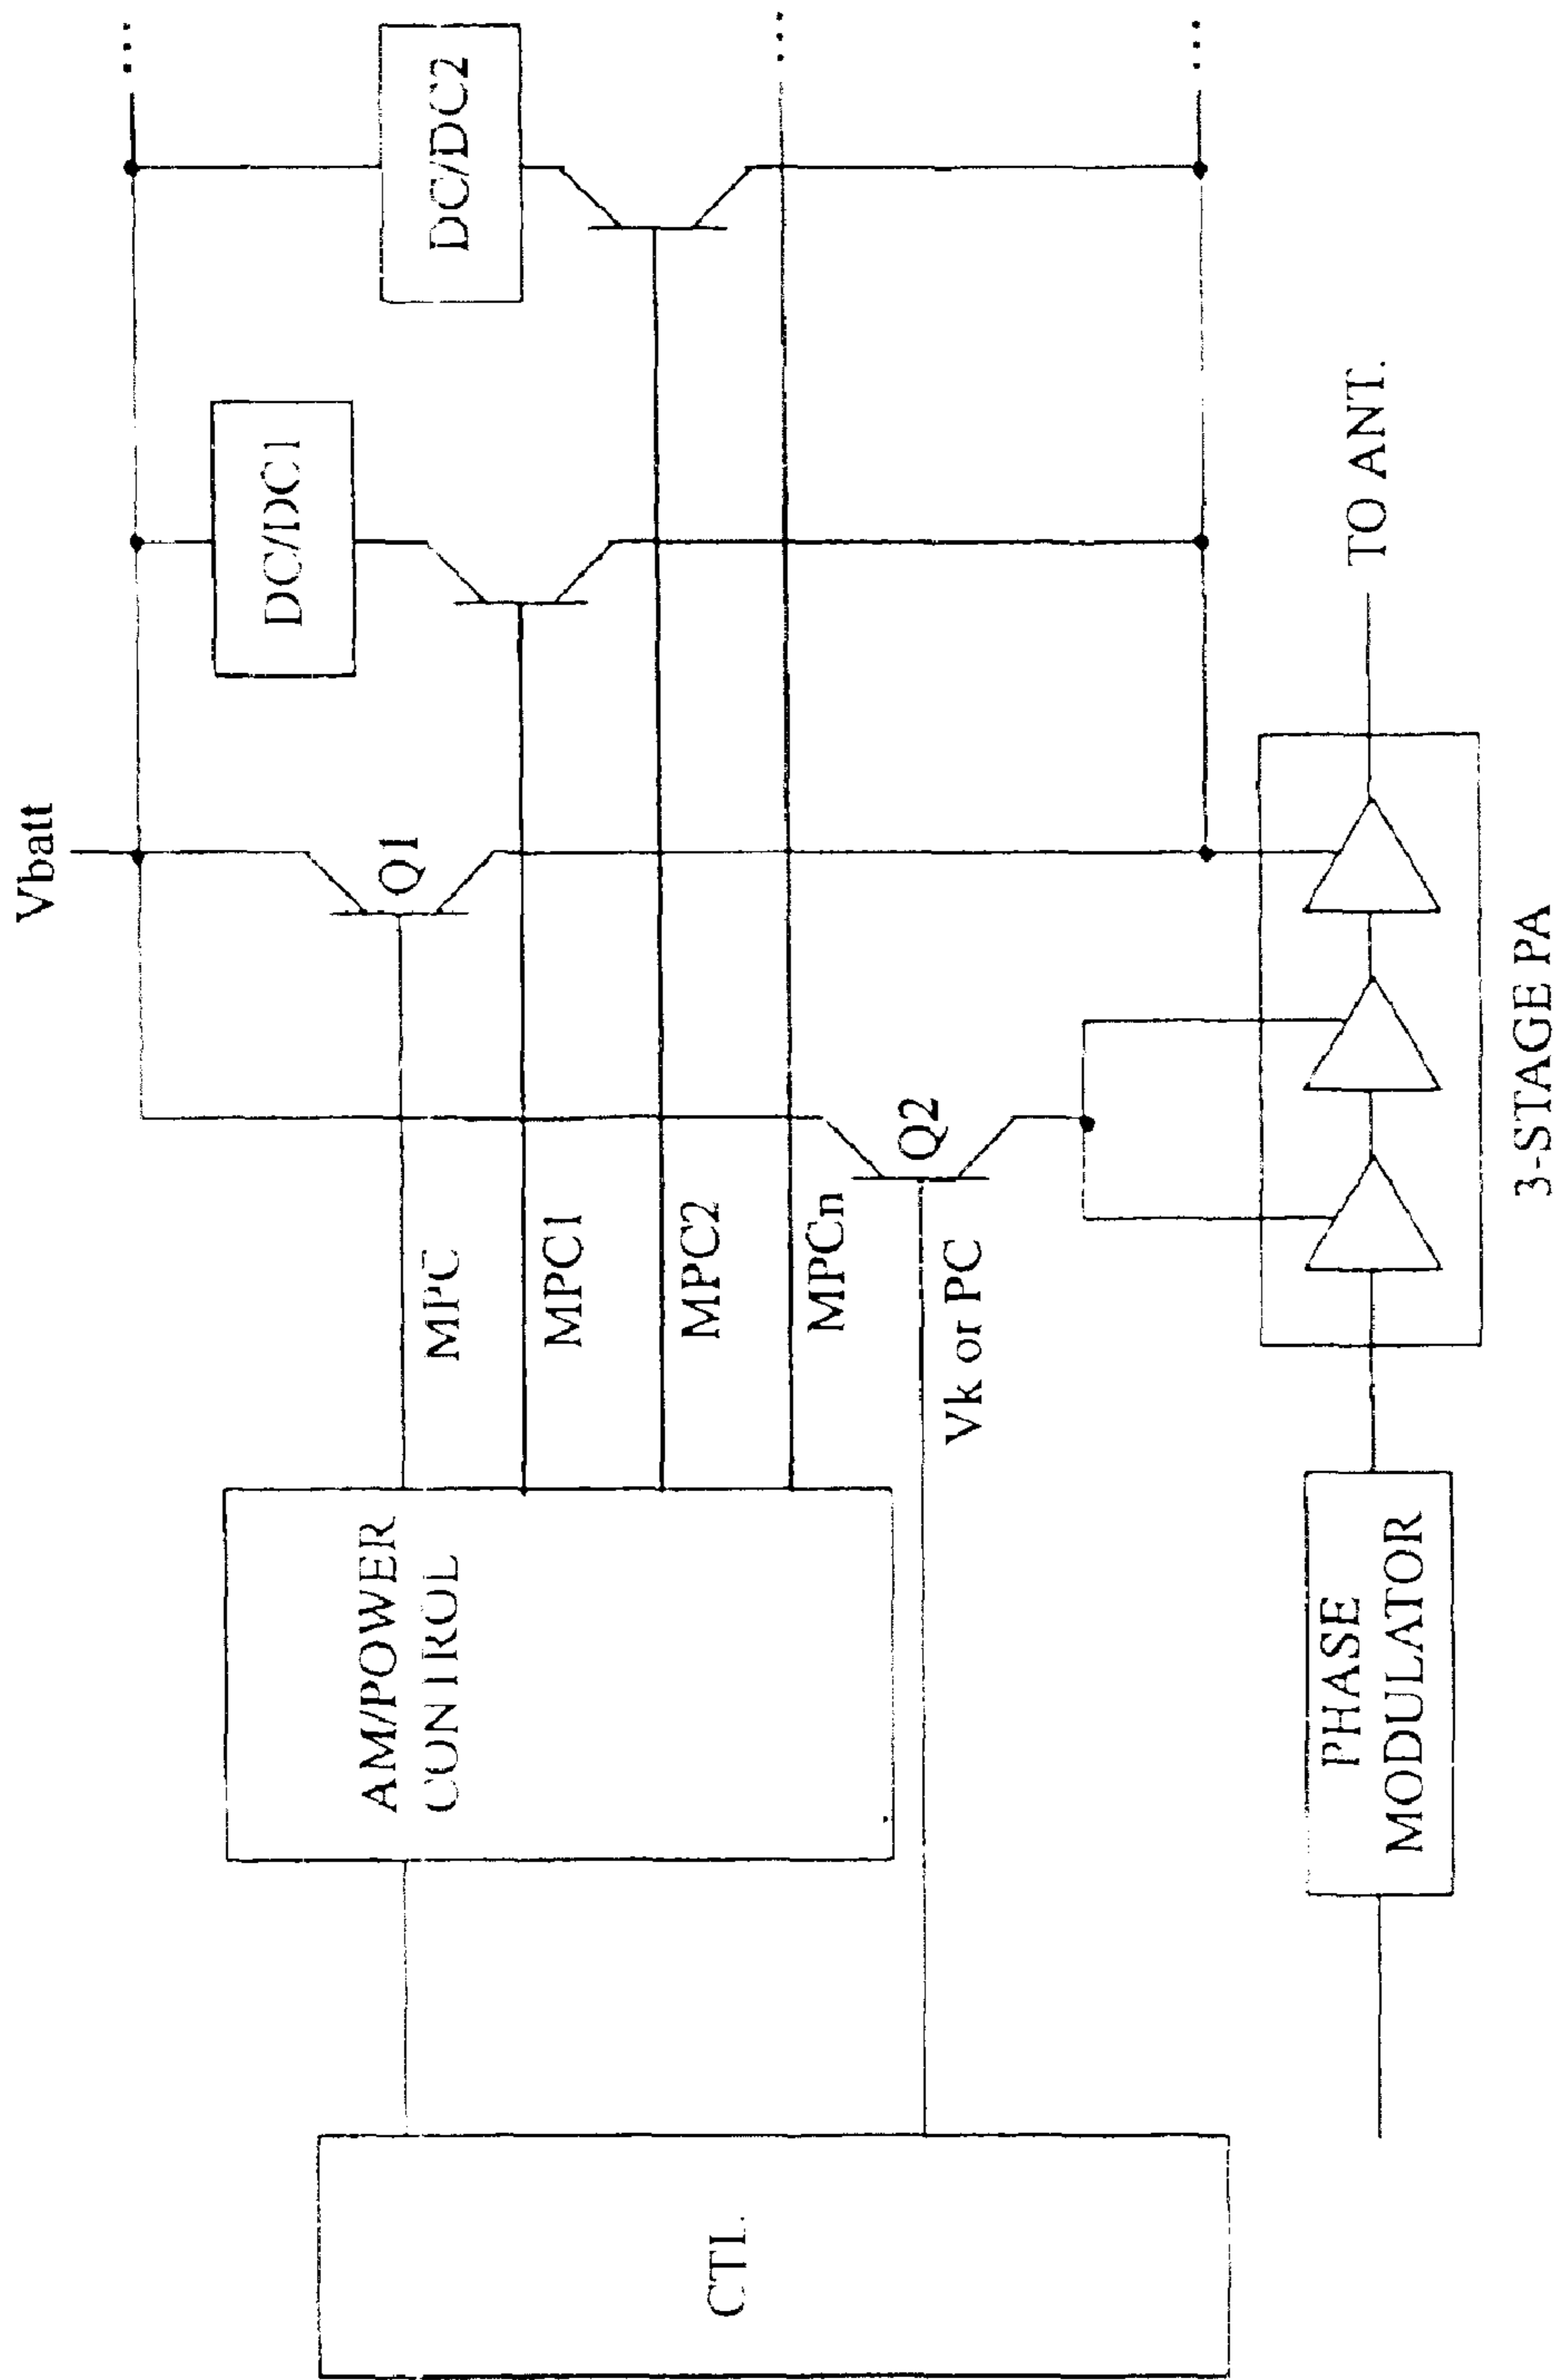 Vbatt
...
DC/DC1
DC/DC2
Q1
AM/POWER
CONTROL
MPC
MPC1
MPC2
MPCn
...
CTL
Q2
Vk or PC
...
PHASE
MODULATOR
TO ANT.
3-STAGE PA